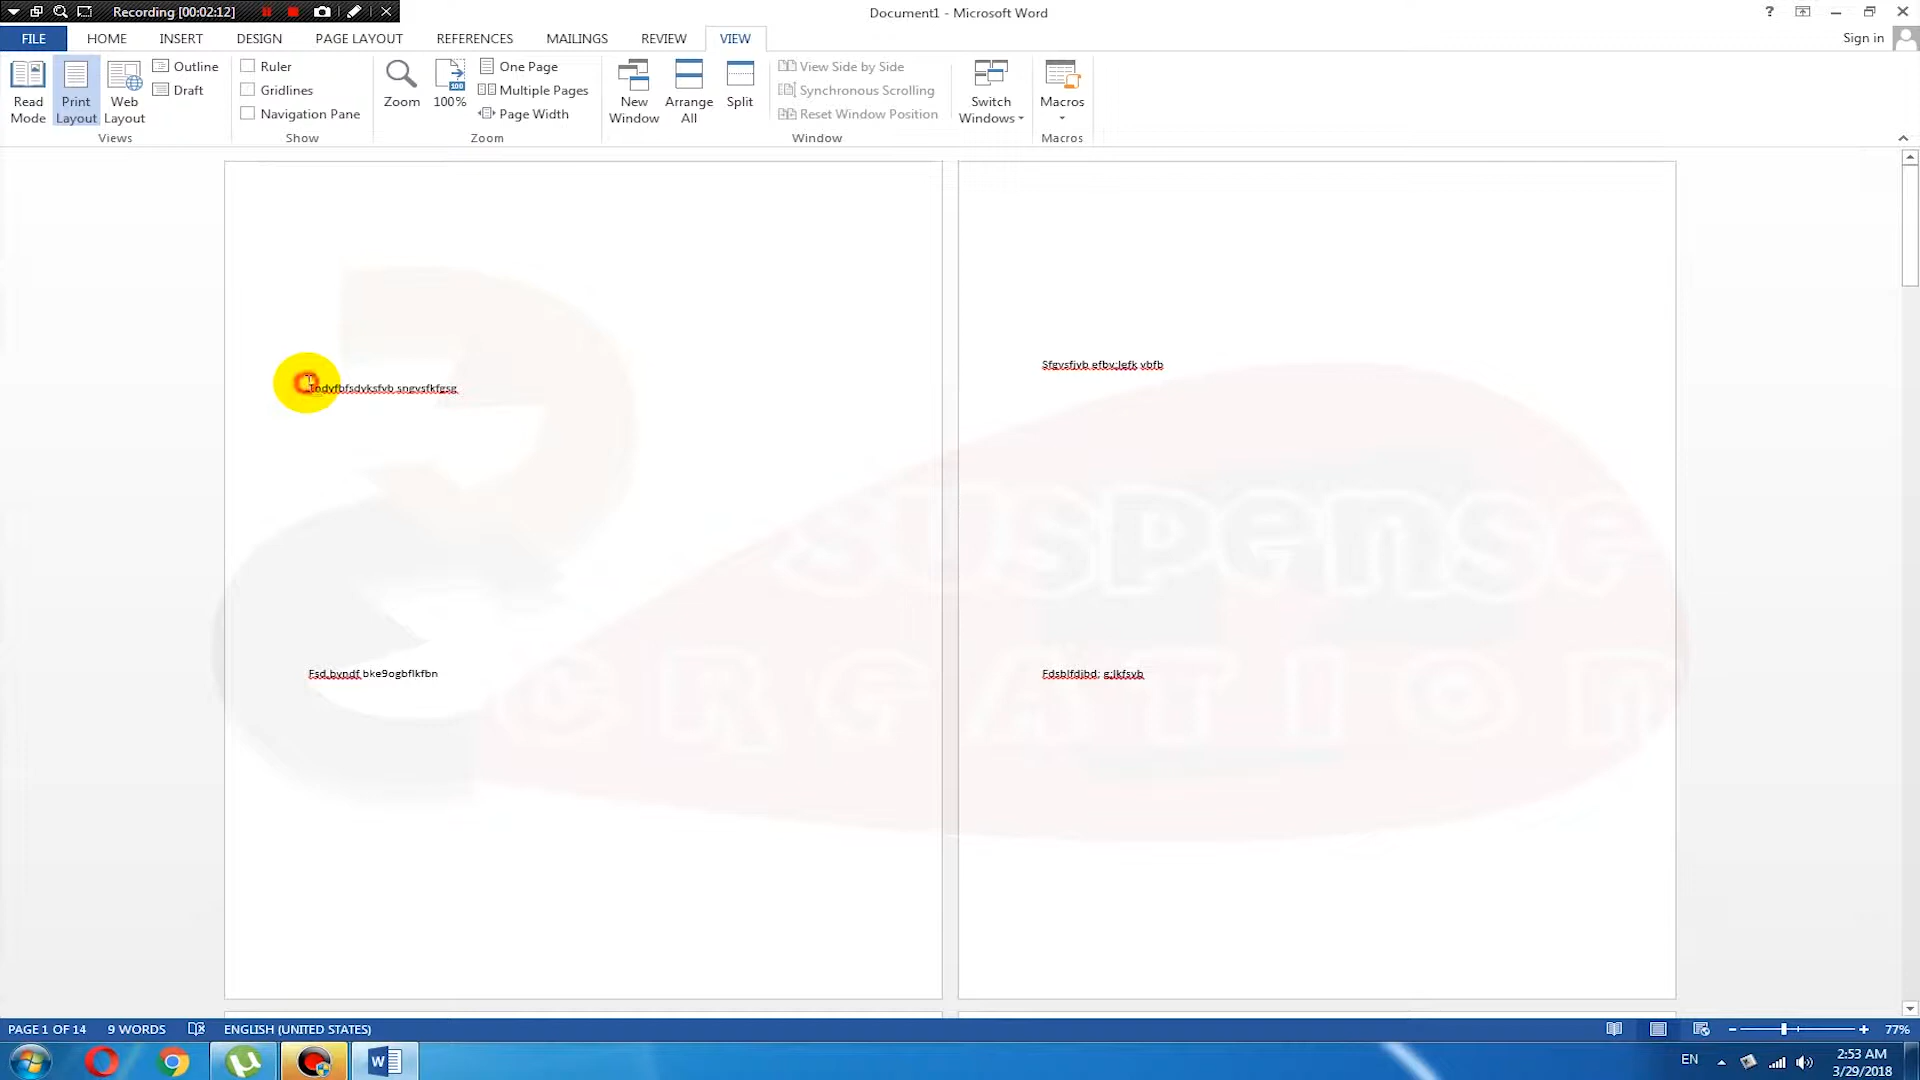 Recording [00:02:12]
Document1 - Microsoft Word
FILE HOME INSERT DESIGN PAGE LAYOUT REFERENCES MAILINGS REVIEW VIEW
Sign in
Read Mode
Print Layout
Web Layout
Outline
Draft
Views
Ruler
Gridlines
Navigation Pane
Show
Zoom
100%
One Page
Multiple Pages
Page Width
Zoom
New Window
Arrange All
Split
View Side by Side
Synchronous Scrolling
Reset Window Position
Window
Switch Windows
Macros
Macros
sngvsfkfgsg
Sfgvsfjvb efbv;lefk vbfb
Fsd,bvndf bke9ogbflkfbn
Fdsblfdjbd; g;lkfsvb
suspense
CREATION
PAGE 1 OF 14 9 WORDS ENGLISH (UNITED STATES)
77%
EN
2:53 AM
3/29/2018